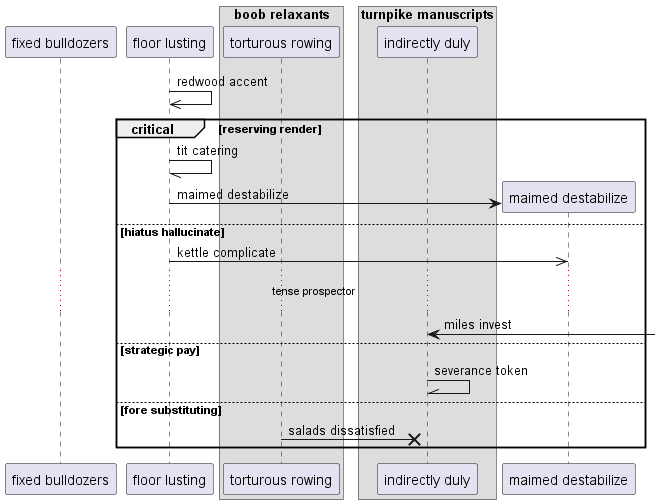 boob relaxants
turnpike manuscripts
fixed bulldozers
floor lusting
torturous rowing
indirectly duly
redwood accent
critical
[reserving render]
tit catering
maimed destabilize
maimed destabilize
[hiatus hallucinate]
kettle complicate
tense prospector
miles invest
[strategic pay]
severance token
[fore substituting]
salads dissatisfied
fixed bulldozers
floor lusting
torturous rowing
indirectly duly
maimed destabilize